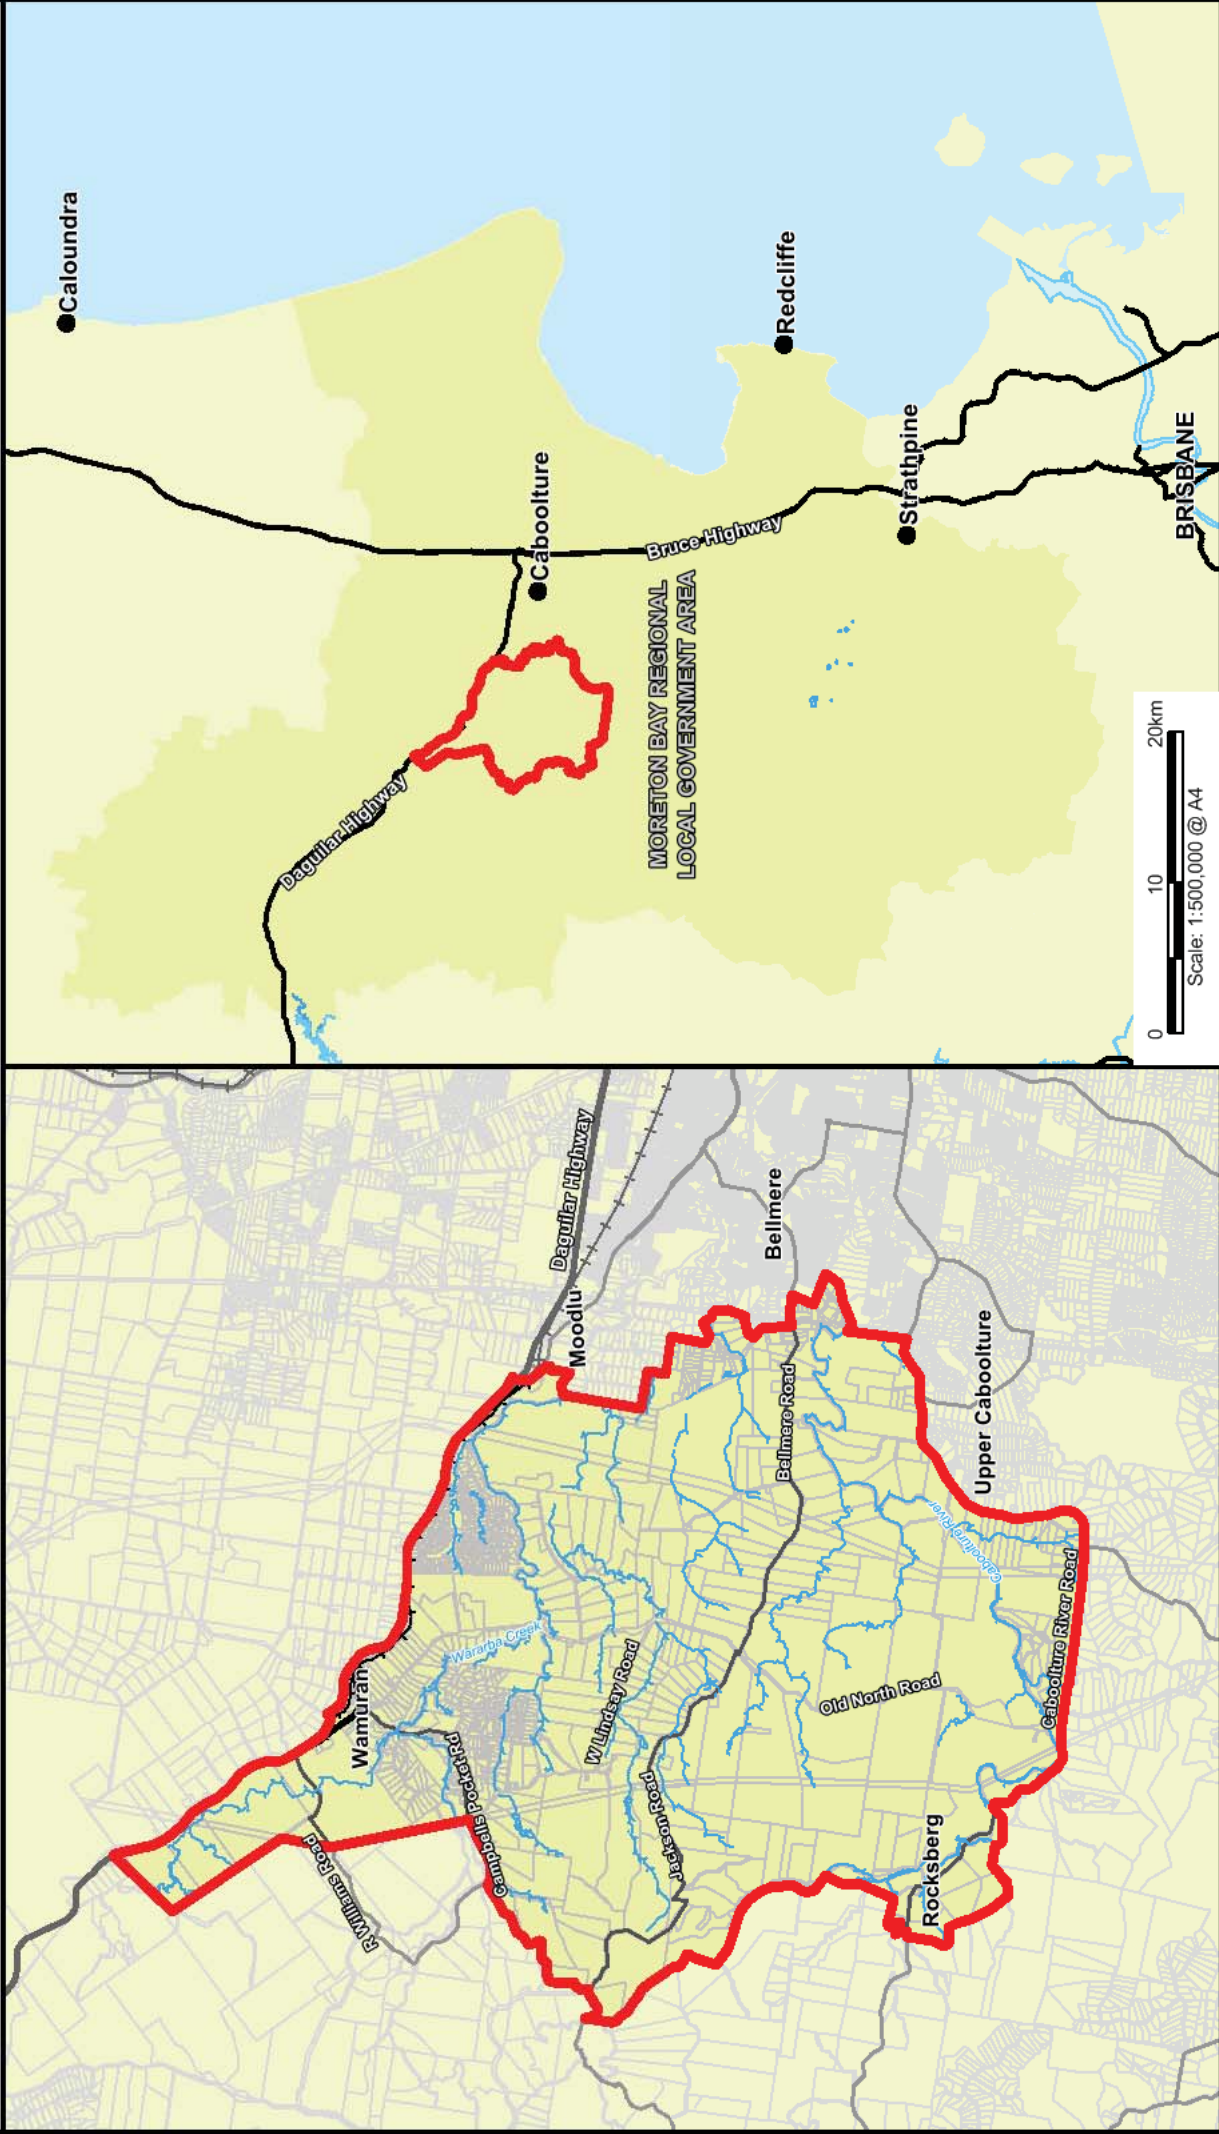 Wamuran
R Williams Road
Campbells Pocket Rd
Wararba Creek
W Lindsay Road
Jackson Road
Old North Road
Rocksberg
Caboolture River Road
Caboolture River
Upper Caboolture
Bellmere Road
Bellmere
Moodlu
Daguilar Highway
Caloundra
Daguilar Highway
Caboolture
Bruce Highway
Redcliffe
MORETON BAY REGIONAL
LOCAL GOVERNMENT AREA
Strathpine
BRISBANE
0 10 20km
Scale: 1:500,000 @ A4